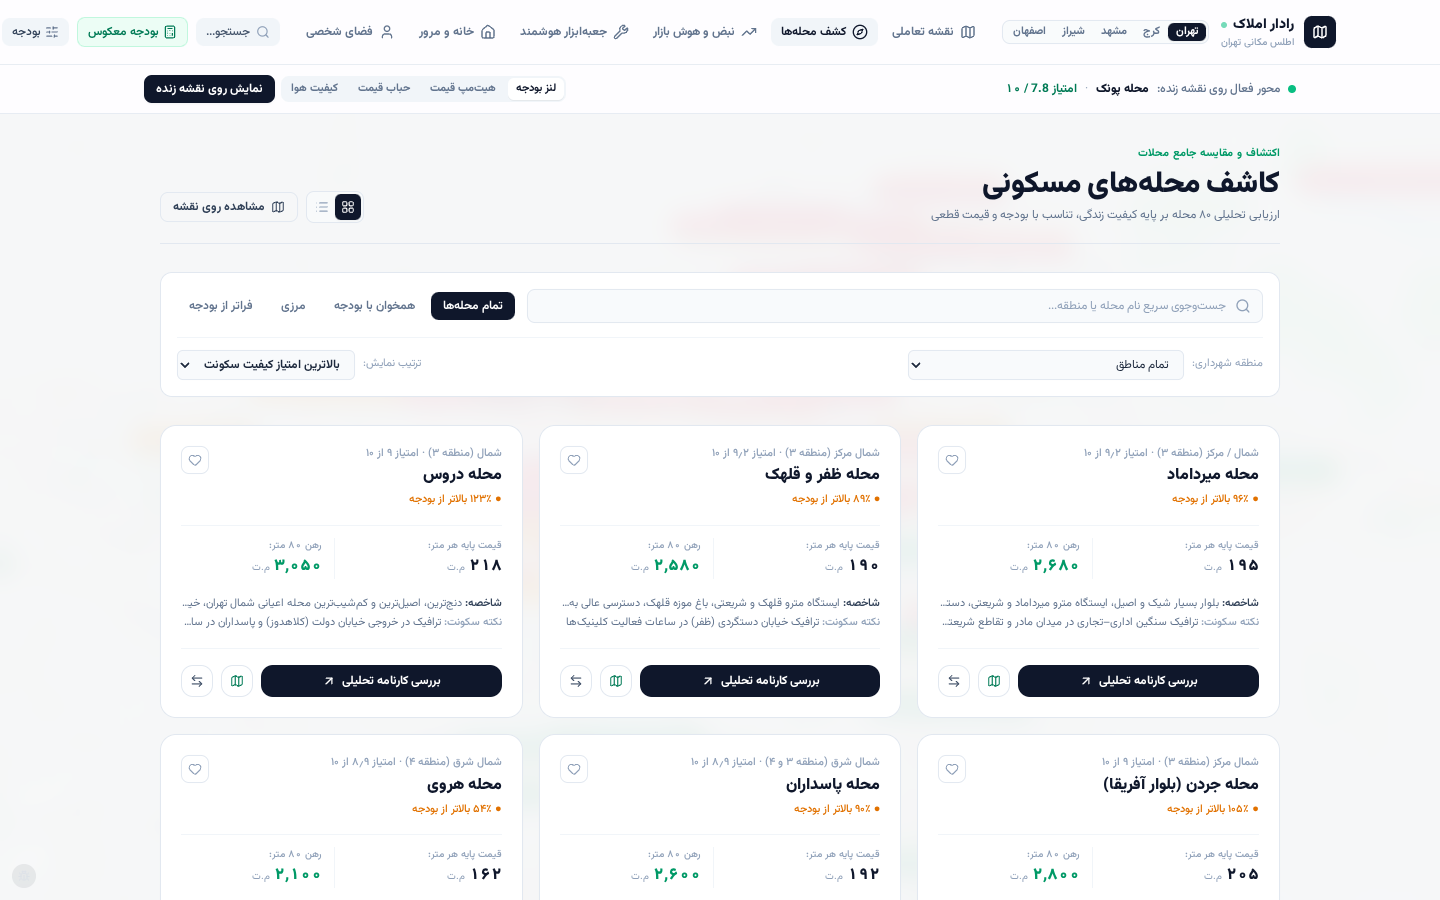 رادار املاک
اطلس مکانی تهران
تهران
کرج
مشهد
شیراز
اصفهان
نقشه تعاملی
کشف محله‌ها
نبض و هوش بازار
جعبه‌ابزار هوشمند
خانه و مرور
فضای شخصی
جستجو...
بودجه معکوس
بودجه
محور فعال روی نقشه زنده: محله پونک · امتیاز 7.8 / ۱۰
لنز بودجه
هیت‌مپ قیمت
حباب قیمت
کیفیت هوا
نمایش روی نقشه زنده
اکتشاف و مقایسه جامع محلات
کاشف محله‌های مسکونی
ارزیابی تحلیلی ۸۰ محله بر پایه کیفیت زندگی، تناسب با بودجه و قیمت قطعی
مشاهده روی نقشه
جست‌وجوی سریع نام محله یا منطقه...
تمام محله‌ها
همخوان با بودجه
مرزی
فراتر از بودجه
منطقه شهرداری:
تمام مناطق
ترتیب نمایش:
بالاترین امتیاز کیفیت سکونت
شمال / مرکز (منطقه ۳) · امتیاز ۹٫۲ از ۱۰
محله میرداماد
۹۶٪ بالاتر از بودجه
قیمت پایه هر متر:
۱۹۵ م.ت
رهن ۸۰ متر:
۲,۶۸۰ م.ت
شاخصه: بلوار بسیار شیک و اصیل، ایستگاه مترو میرداماد و شریعتی، دست...
نکته سکونت: ترافیک سنگین اداری–تجاری در میدان مادر و تقاطع شریعت...
بررسی کارنامه تحلیلی
شمال مرکز (منطقه ۳) · امتیاز ۹٫۲ از ۱۰
محله ظفر و قلهک
۸۹٪ بالاتر از بودجه
قیمت پایه هر متر:
۱۹۰ م.ت
رهن ۸۰ متر:
۲,۵۸۰ م.ت
شاخصه: ایستگاه مترو قلهک و شریعتی، باغ موزه قلهک، دسترسی عالی به...
نکته سکونت: ترافیک خیابان دستگردی (ظفر) در ساعات فعالیت کلینیک‌ها
بررسی کارنامه تحلیلی
شمال (منطقه ۳) · امتیاز ۹ از ۱۰
محله دروس
۱۲۳٪ بالاتر از بودجه
قیمت پایه هر متر:
۲۱۸ م.ت
رهن ۸۰ متر:
۳,۰۵۰ م.ت
شاخصه: دنج‌ترین، اصیل‌ترین و کم‌شیب‌ترین محله اعیانی شمال تهران، خی...
نکته سکونت: ترافیک در خروجی خیابان دولت (کلاهدوز) و پاسداران در سا...
بررسی کارنامه تحلیلی
شمال مرکز (منطقه ۳) · امتیاز ۹ از ۱۰
محله جردن (بلوار آفریقا)
۱۰۵٪ بالاتر از بودجه
قیمت پایه هر متر:
۲۰۵ م.ت
رهن ۸۰ متر:
۲,۸۰۰ م.ت
شمال شرق (منطقه ۳ و ۴) · امتیاز ۸٫۹ از ۱۰
محله پاسداران
۹۰٪ بالاتر از بودجه
قیمت پایه هر متر:
۱۹۲ م.ت
رهن ۸۰ متر:
۲,۶۰۰ م.ت
شمال شرق (منطقه ۴) · امتیاز ۸٫۹ از ۱۰
محله هروی
۵۴٪ بالاتر از بودجه
قیمت پایه هر متر:
۱۶۲ م.ت
رهن ۸۰ متر:
۲,۱۰۰ م.ت